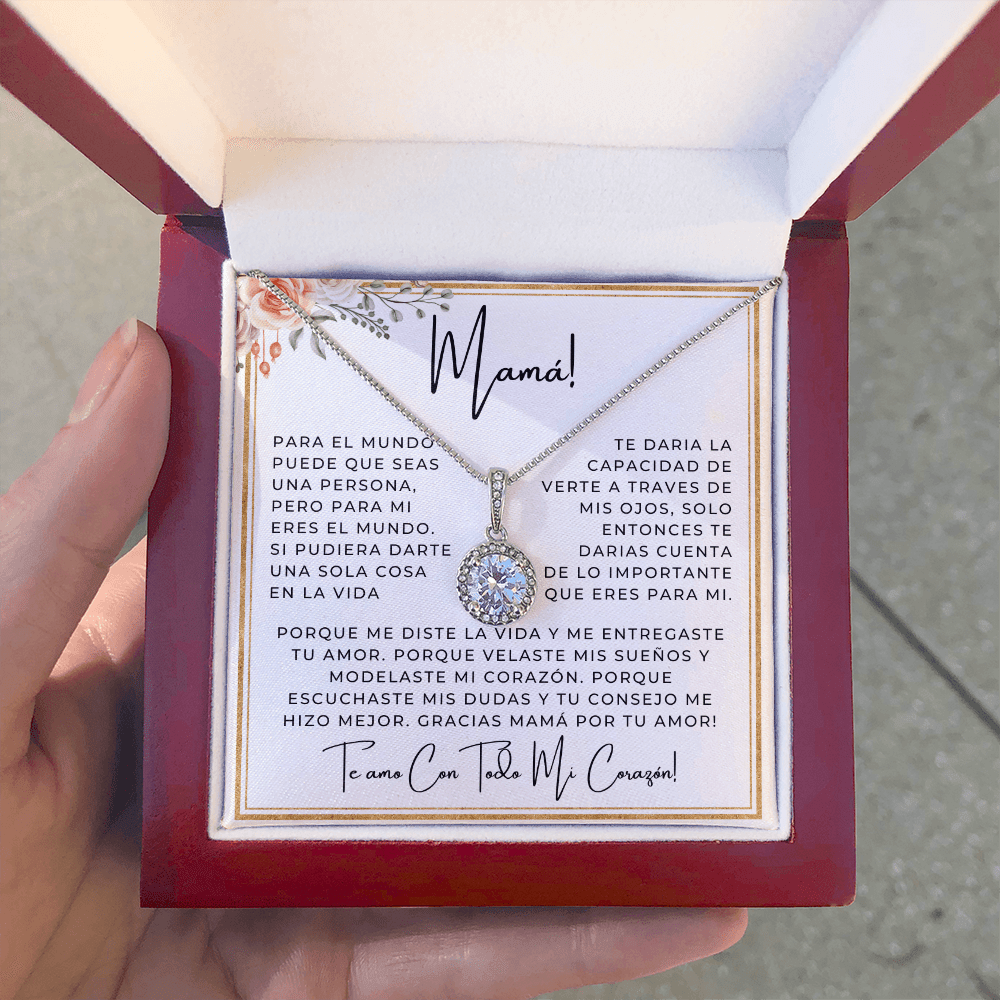 Mamá!
PARA EL MUNDO
PUEDE QUE SEAS
UNA PERSONA,
PERO PARA MI
ERES EL MUNDO.
SI PUDIERA DARTE
UNA SOLA COSA
EN LA VIDA
TE DARIA LA
CAPACIDAD DE
VERTE A TRAVES DE
MIS OJOS, SOLO
ENTONCES TE
DARIAS CUENTA
DE LO IMPORTANTE
QUE ERES PARA MI.
PORQUE ME DISTE LA VIDA Y ME ENTREGASTE
TU AMOR. PORQUE VELASTE MIS SUEÑOS Y
MODELASTE MI CORAZÓN. PORQUE
ESCUCHASTE MIS DUDAS Y TU CONSEJO ME
HIZO MEJOR. GRACIAS MAMÁ POR TU AMOR!
Te amo Con Todo Mi Corazón!